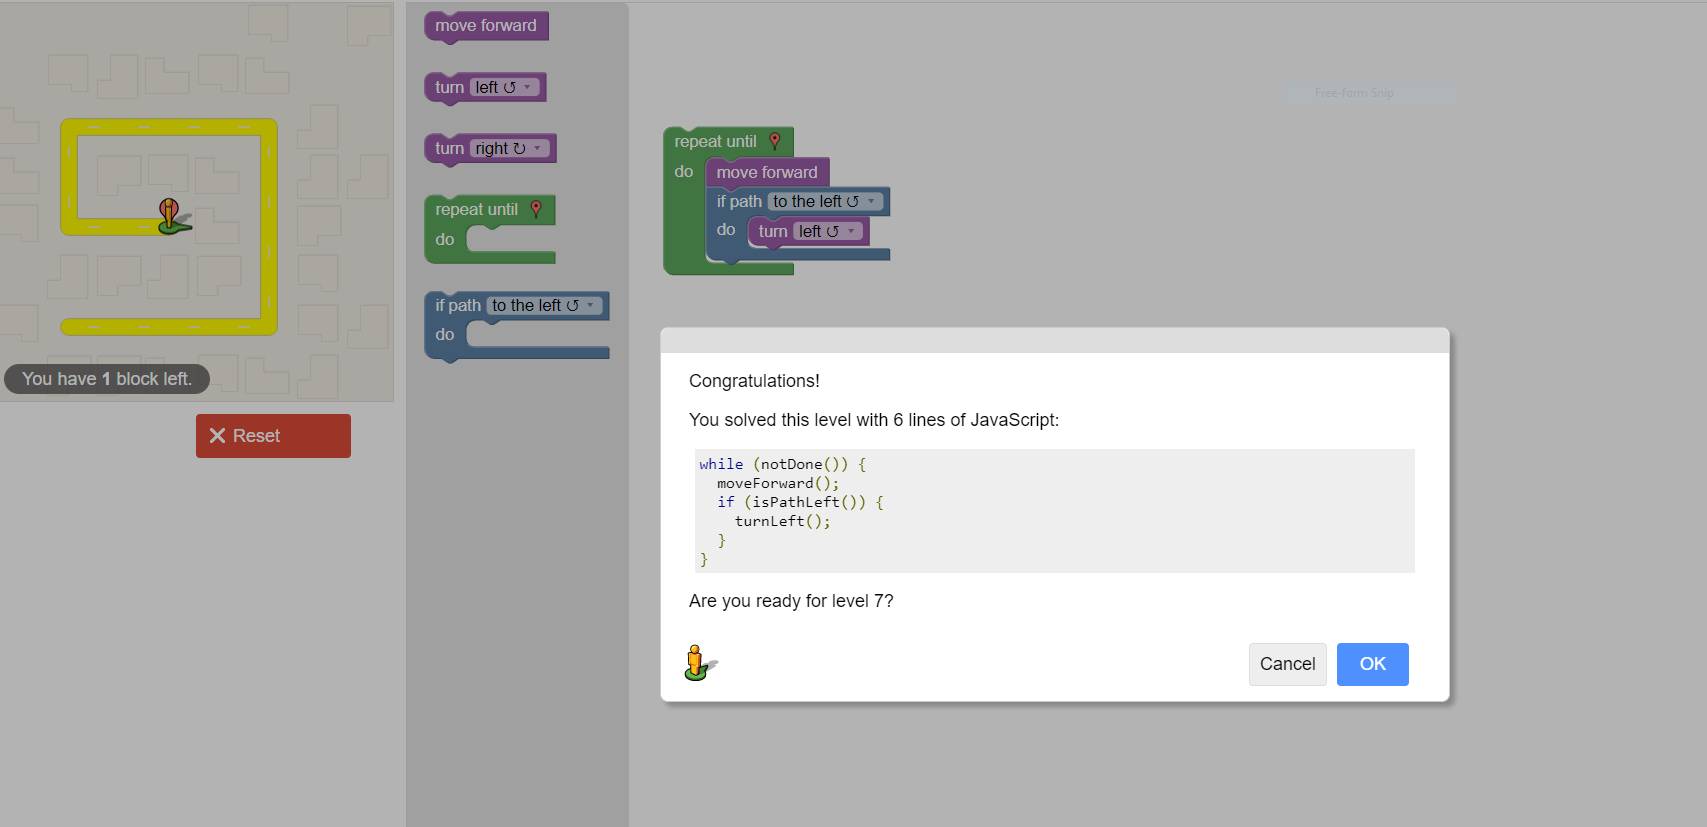 move forward
turn left ↺
turn right ↻
repeat until
do
if path to the left ↺
do
You have 1 block left.
Reset
Free-form Snip
repeat until
do move forward
if path to the left ↺
do turn left ↺
Congratulations!
You solved this level with 6 lines of JavaScript:
while (notDone()) {
  moveForward();
  if (isPathLeft()) {
    turnLeft();
  }
}
Are you ready for level 7?
Cancel OK